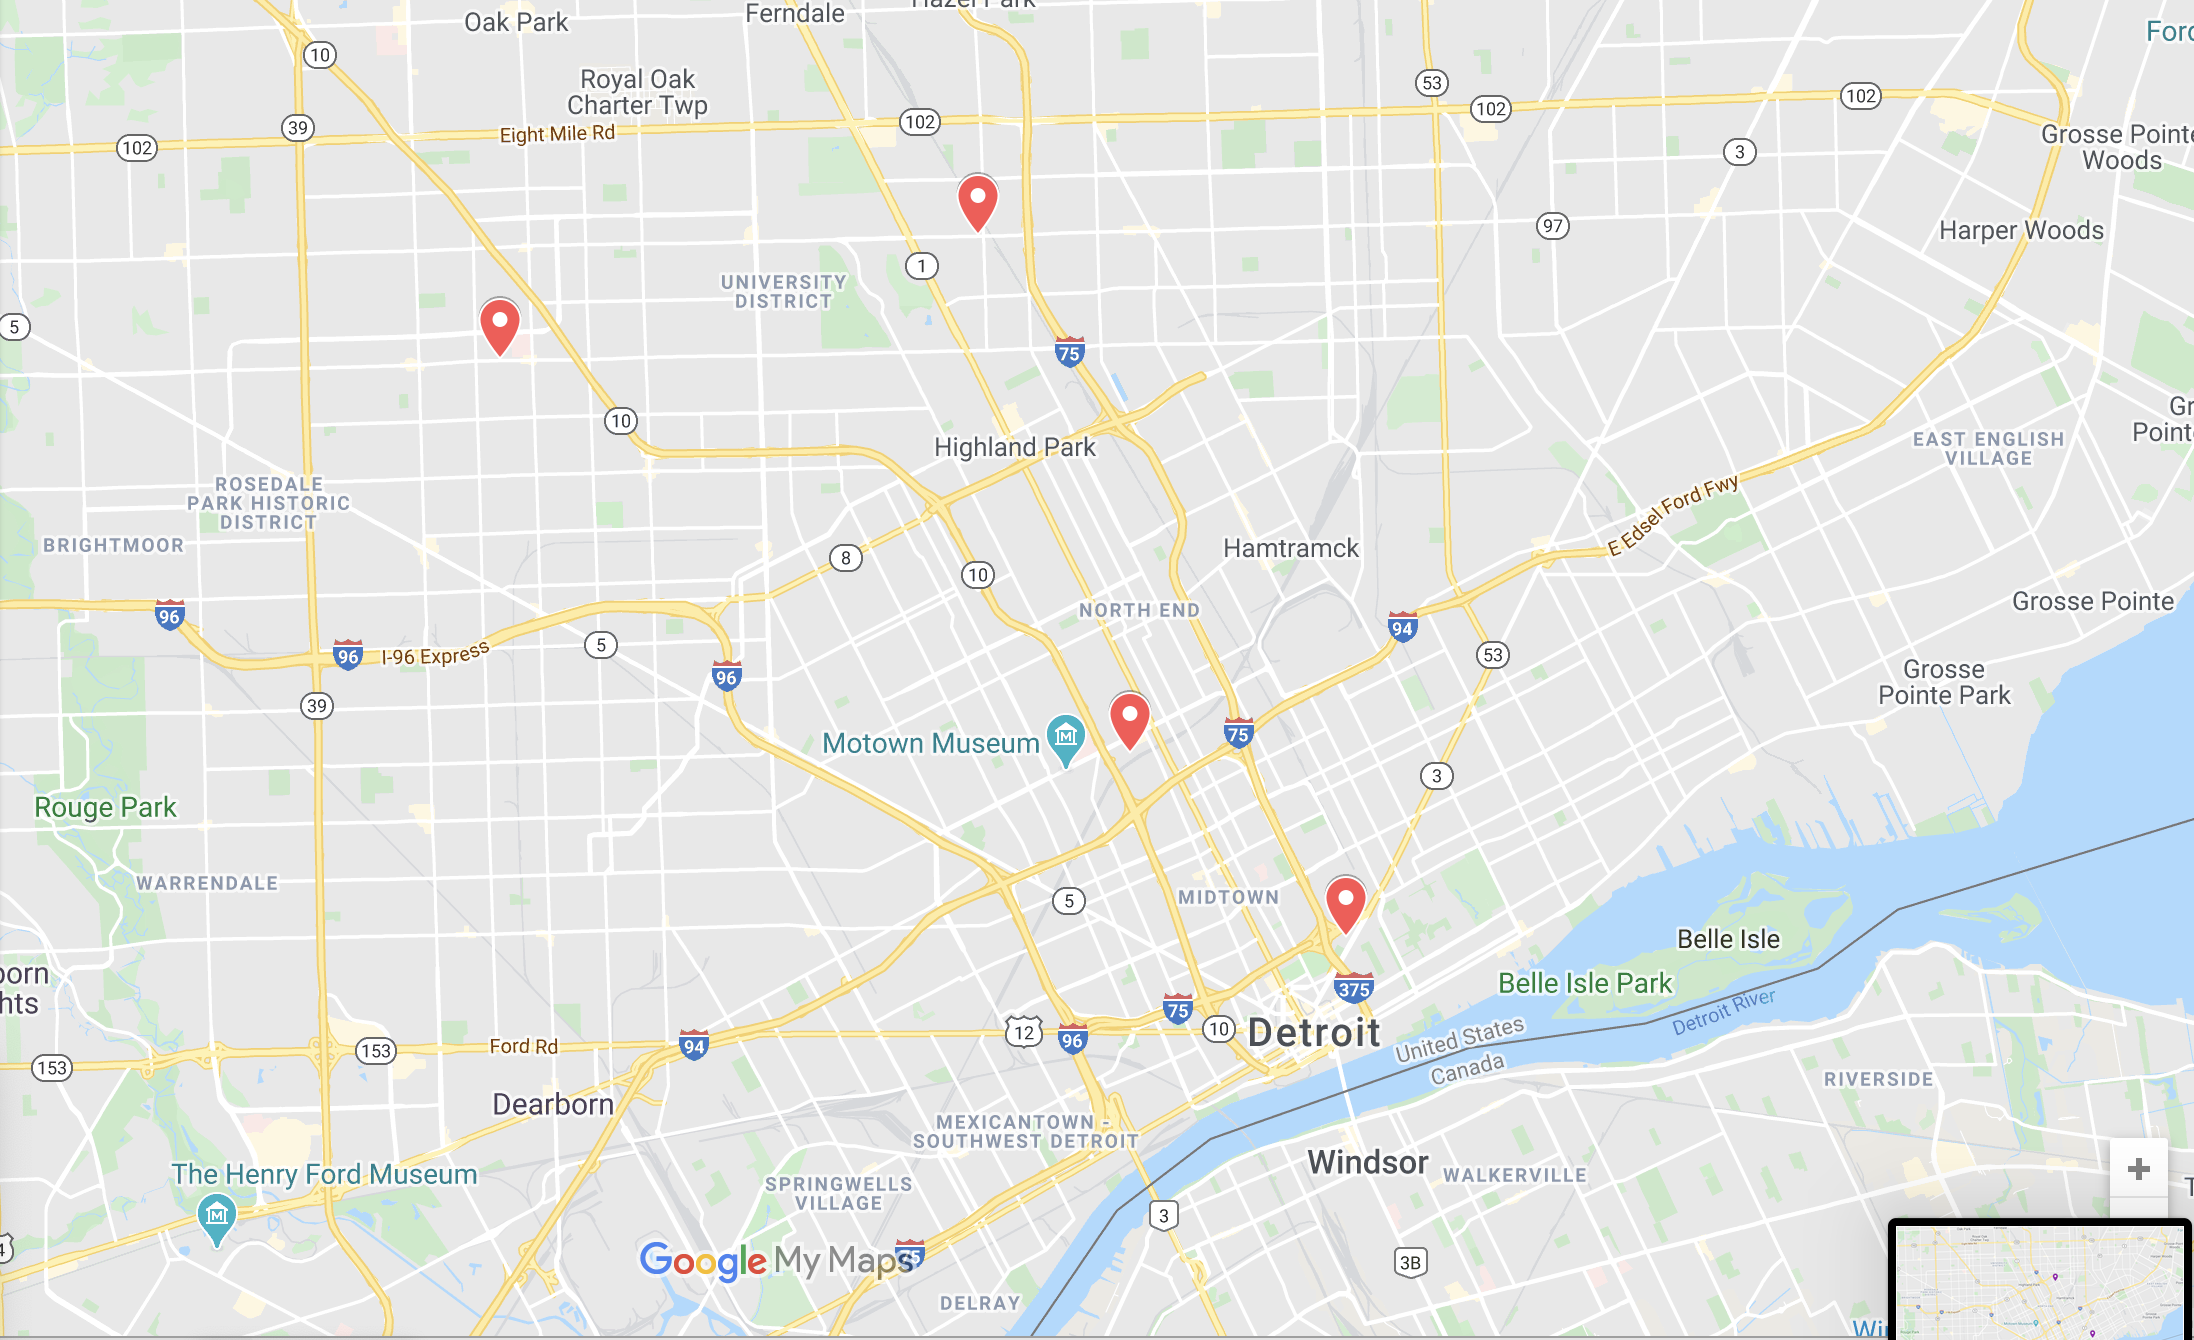 Oak Park
Ferndale
Hazel Park
Ford
10
Royal Oak
Charter Twp
53
102
102
102
39
Eight Mile Rd
102
3
Grosse Pointe
Woods
97
Harper Woods
1
UNIVERSITY
DISTRICT
5
75
10
Highland Park
EAST ENGLISH
VILLAGE
ROSEDALE
PARK HISTORIC
DISTRICT
E Edsel Ford Fwy
BRIGHTMOOR
8
10
Hamtramck
96
NORTH END
94
Grosse Pointe
96
I-96 Express
5
53
96
Grosse
Pointe Park
39
Motown Museum
75
3
Rouge Park
WARRENDALE
5
MIDTOWN
Belle Isle
Belle Isle Park
375
75
Detroit River
12
96
10
Detroit
United States
Canada
153
153
Ford Rd
94
RIVERSIDE
Dearborn
MEXICANTOWN -
SOUTHWEST DETROIT
The Henry Ford Museum
Windsor
WALKERVILLE
SPRINGWELLS
VILLAGE
3
Google My Maps
75
3B
DELRAY